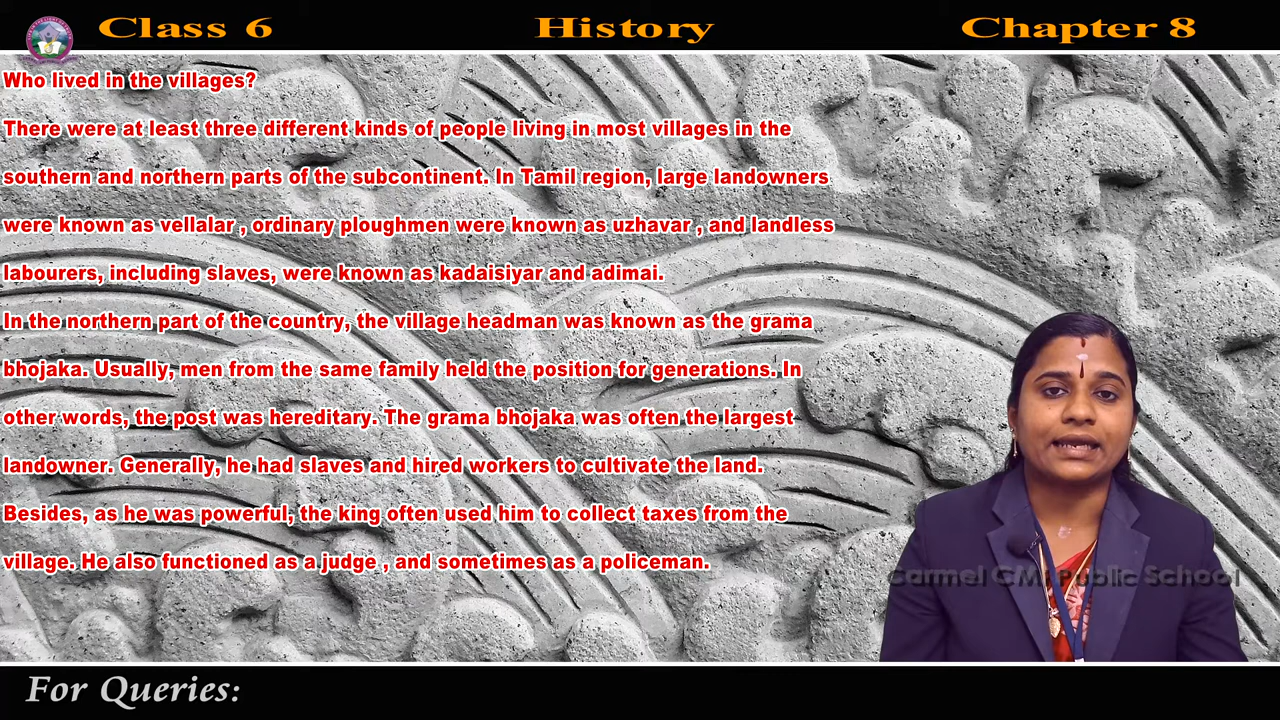 Class 6 History Chapter 8
Who lived in the villages?
There were at least three different kinds of people living in most villages in the
southern and northern parts of the subcontinent. In Tamil region, large landowners
were known as vellalar , ordinary ploughmen were known as uzhavar , and landless
labourers, including slaves, were known as kadaisiyar and adimai.
In the northern part of the country, the village headman was known as the grama
bhojaka. Usually, men from the same family held the position for generations. In
other words, the post was hereditary. The grama bhojaka was often the largest
landowner. Generally, he had slaves and hired workers to cultivate the land.
Besides, as he was powerful, the king often used him to collect taxes from the
village. He also functioned as a judge , and sometimes as a policeman.
Carmel CMI Public School
For Queries: